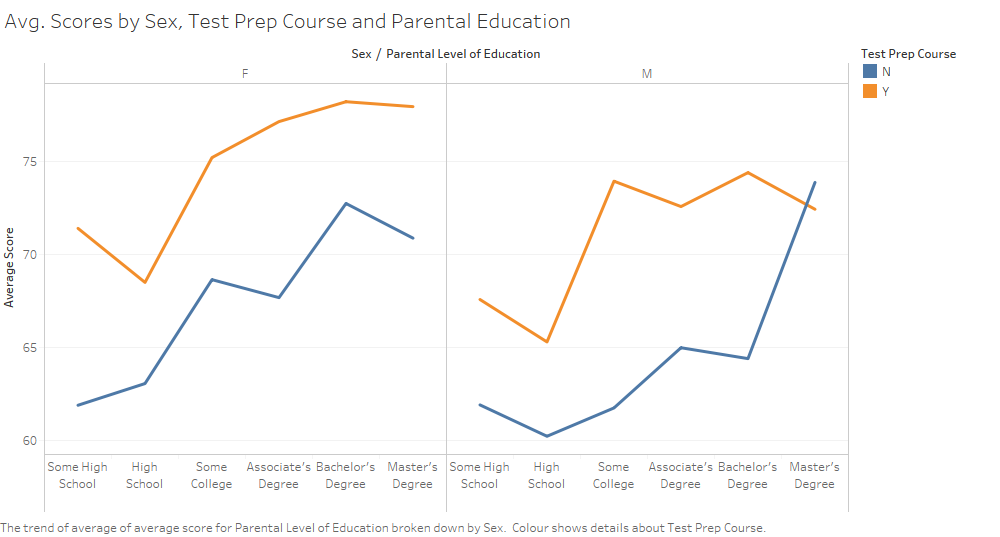 Avg. Scores by Sex, Test Prep Course and Parental Education
Sex / Parental Level of Education
Test Prep Course
F
M
N
Y
Average Score
75
70
65
60
Some High School
High School
Some College
Associate's Degree
Bachelor's Degree
Master's Degree
Some High School
High School
Some College
Associate's Degree
Bachelor's Degree
Master's Degree
The trend of average of average score for Parental Level of Education broken down by Sex.  Colour shows details about Test Prep Course.